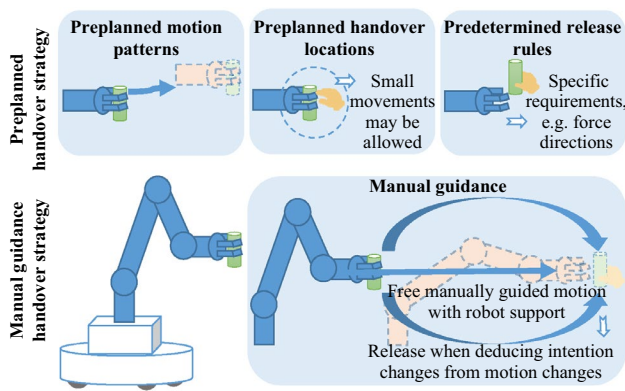 Preplanned
handover strategy
Preplanned motion
patterns
Preplanned handover
locations
Small
movements
may be
allowed
Predetermined release
rules
Specific
requirements,
e.g. force
directions
Manual guidance
handover strategy
Manual guidance
Free manually guided motion
with robot support
Release when deducing intention
changes from motion changes